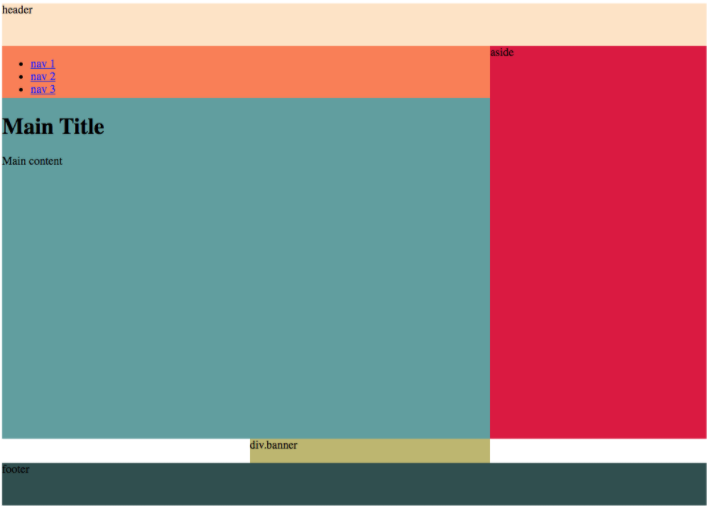 header
nav 1
nav 2
nav 3
aside
Main Title
Main content
div.banner
footer